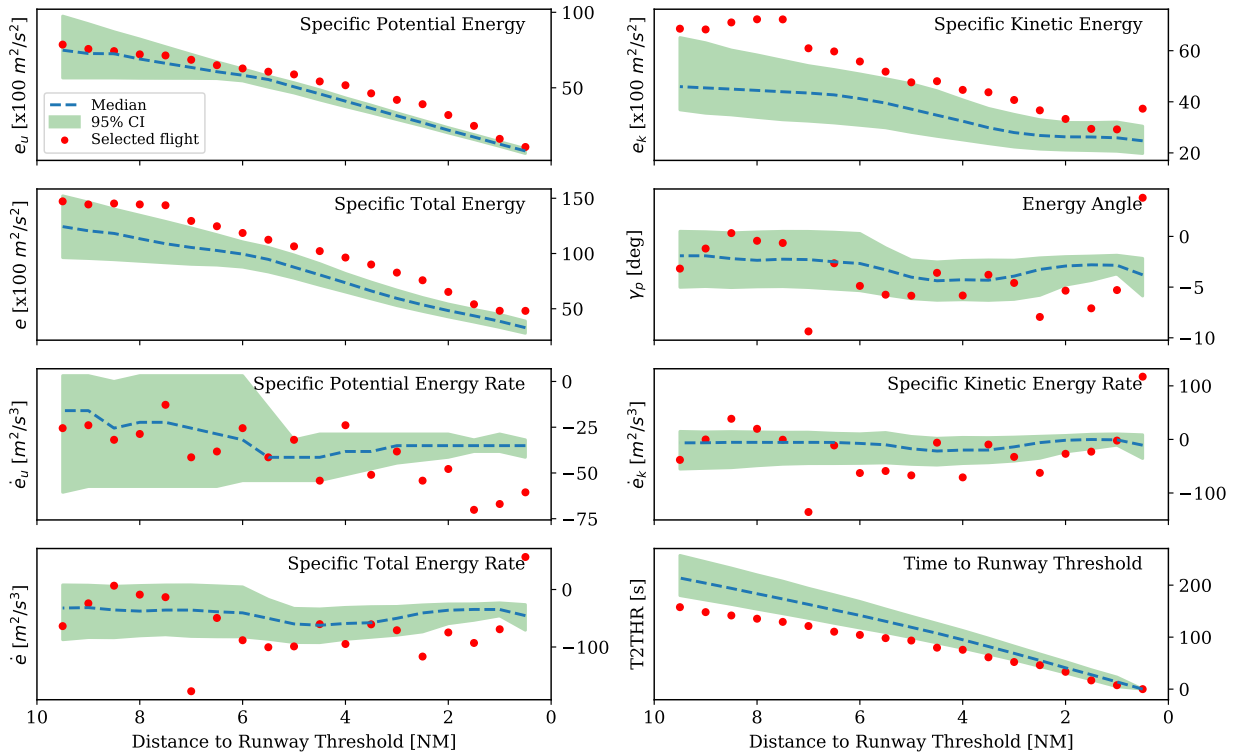 Specific Potential Energy
e_u [x100 m²/s²]
100
50
Median
95% CI
Selected flight
Specific Kinetic Energy
e_k [x100 m²/s²]
60
40
20
Specific Total Energy
e [x100 m²/s²]
150
100
50
Energy Angle
γ_p [deg]
0
−5
−10
Specific Potential Energy Rate
ė_u [m²/s³]
0
−25
−50
−75
Specific Kinetic Energy Rate
ė_k [m²/s³]
100
0
−100
Specific Total Energy Rate
ė [m²/s³]
0
−100
10 8 6 4 2 0
Distance to Runway Threshold [NM]
Time to Runway Threshold
T2THR [s]
200
100
0
10 8 6 4 2 0
Distance to Runway Threshold [NM]